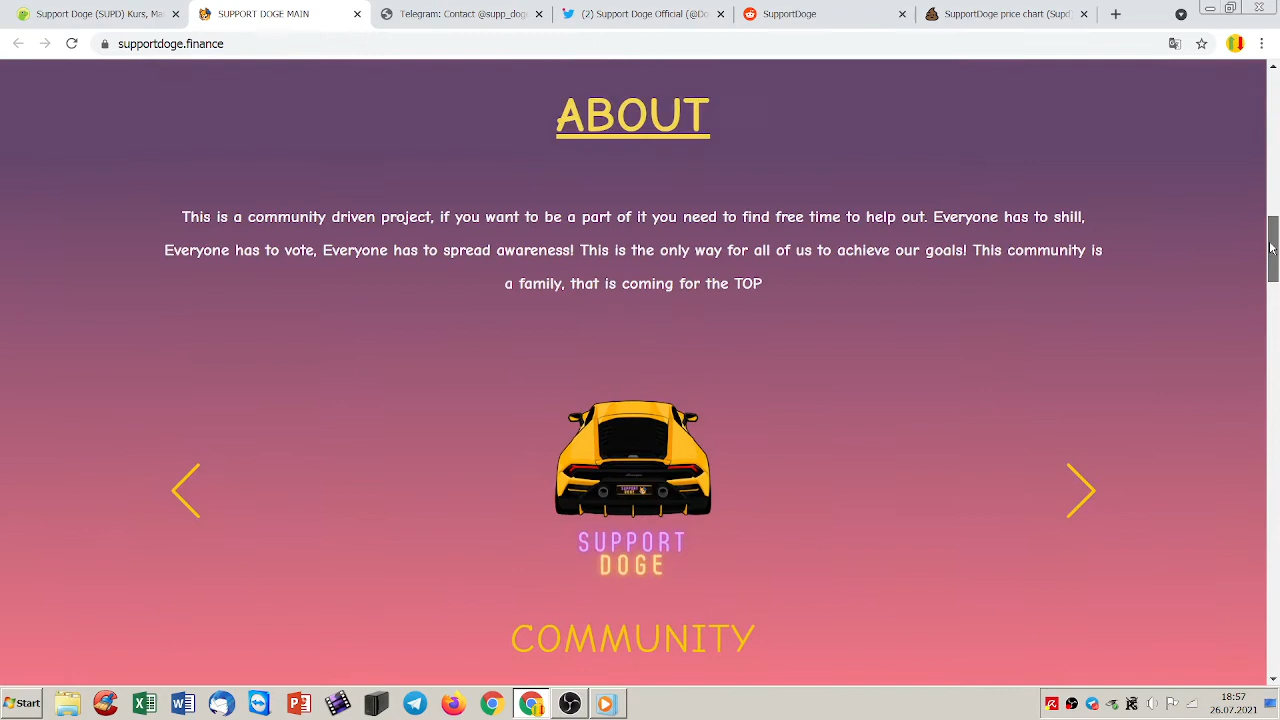 Support Doge (SUPD) Kurs, Ma
SUPPORT DOGE MAIN
Telegram: Contact @supp_dog
(2) Support Doge Official (@Do
SupportDoge
SupportDoge price chart (Supp
supportdoge.finance
ABOUT
This is a community driven project, if you want to be a part of it you need to find free time to help out. Everyone has to shill,
Everyone has to vote, Everyone has to spread awareness! This is the only way for all of us to achieve our goals! This community is
a family, that is coming for the TOP
SUPPORT
DOGE
SUPPORT
DOGE
COMMUNITY
Start
18:57
26.07.2021